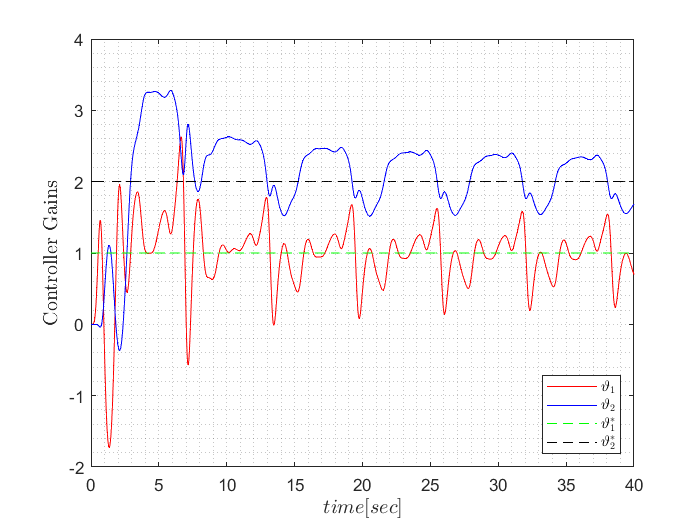 4
3
2
1
0
-1
-2
Controller Gains
0 5 10 15 20 25 30 35 40
time[sec]
ϑ₁
ϑ₂
ϑ₁*
ϑ₂*